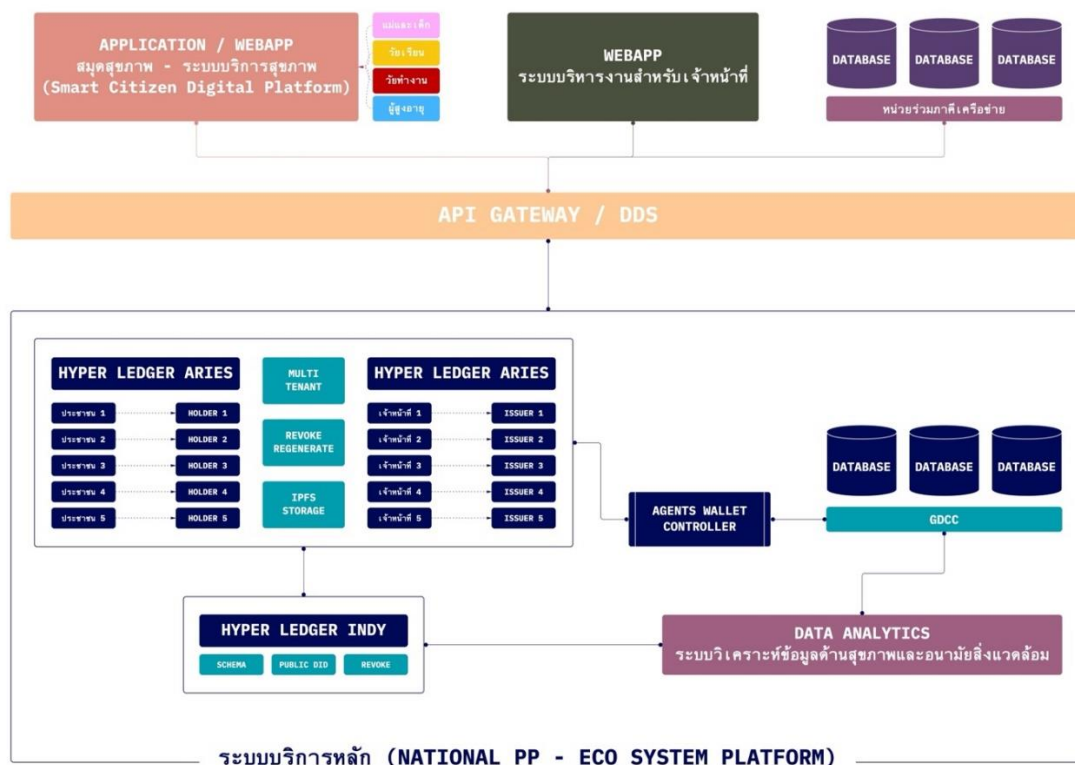 APPLICATION / WEBAPP
สมุดสุขภาพ - ระบบบริการสุขภาพ
(Smart Citizen Digital Platform)
แม่และเด็ก
วัยเรียน
วัยทำงาน
ผู้สูงอายุ
WEBAPP
ระบบบริหารงานสำหรับเจ้าหน้าที่
DATABASE
DATABASE
DATABASE
หน่วยร่วมภาคีเครือข่าย
API GATEWAY / DDS
HYPER LEDGER ARIES
ประชาชน 1
HOLDER 1
ประชาชน 2
HOLDER 2
ประชาชน 3
HOLDER 3
ประชาชน 4
HOLDER 4
ประชาชน 5
HOLDER 5
MULTI
TENANT
REVOKE
REGENERATE
IPFS
STORAGE
HYPER LEDGER ARIES
เจ้าหน้าที่ 1
ISSUER 1
เจ้าหน้าที่ 2
ISSUER 2
เจ้าหน้าที่ 3
ISSUER 3
เจ้าหน้าที่ 4
ISSUER 4
เจ้าหน้าที่ 5
ISSUER 5
AGENTS WALLET
CONTROLLER
DATABASE
DATABASE
DATABASE
GDCC
HYPER LEDGER INDY
SCHEMA
PUBLIC DID
REVOKE
DATA ANALYTICS
ระบบวิเคราะห์ข้อมูลด้านสุขภาพและอนามัยสิ่งแวดล้อม
ระบบบริการหลัก (NATIONAL PP - ECO SYSTEM PLATFORM)